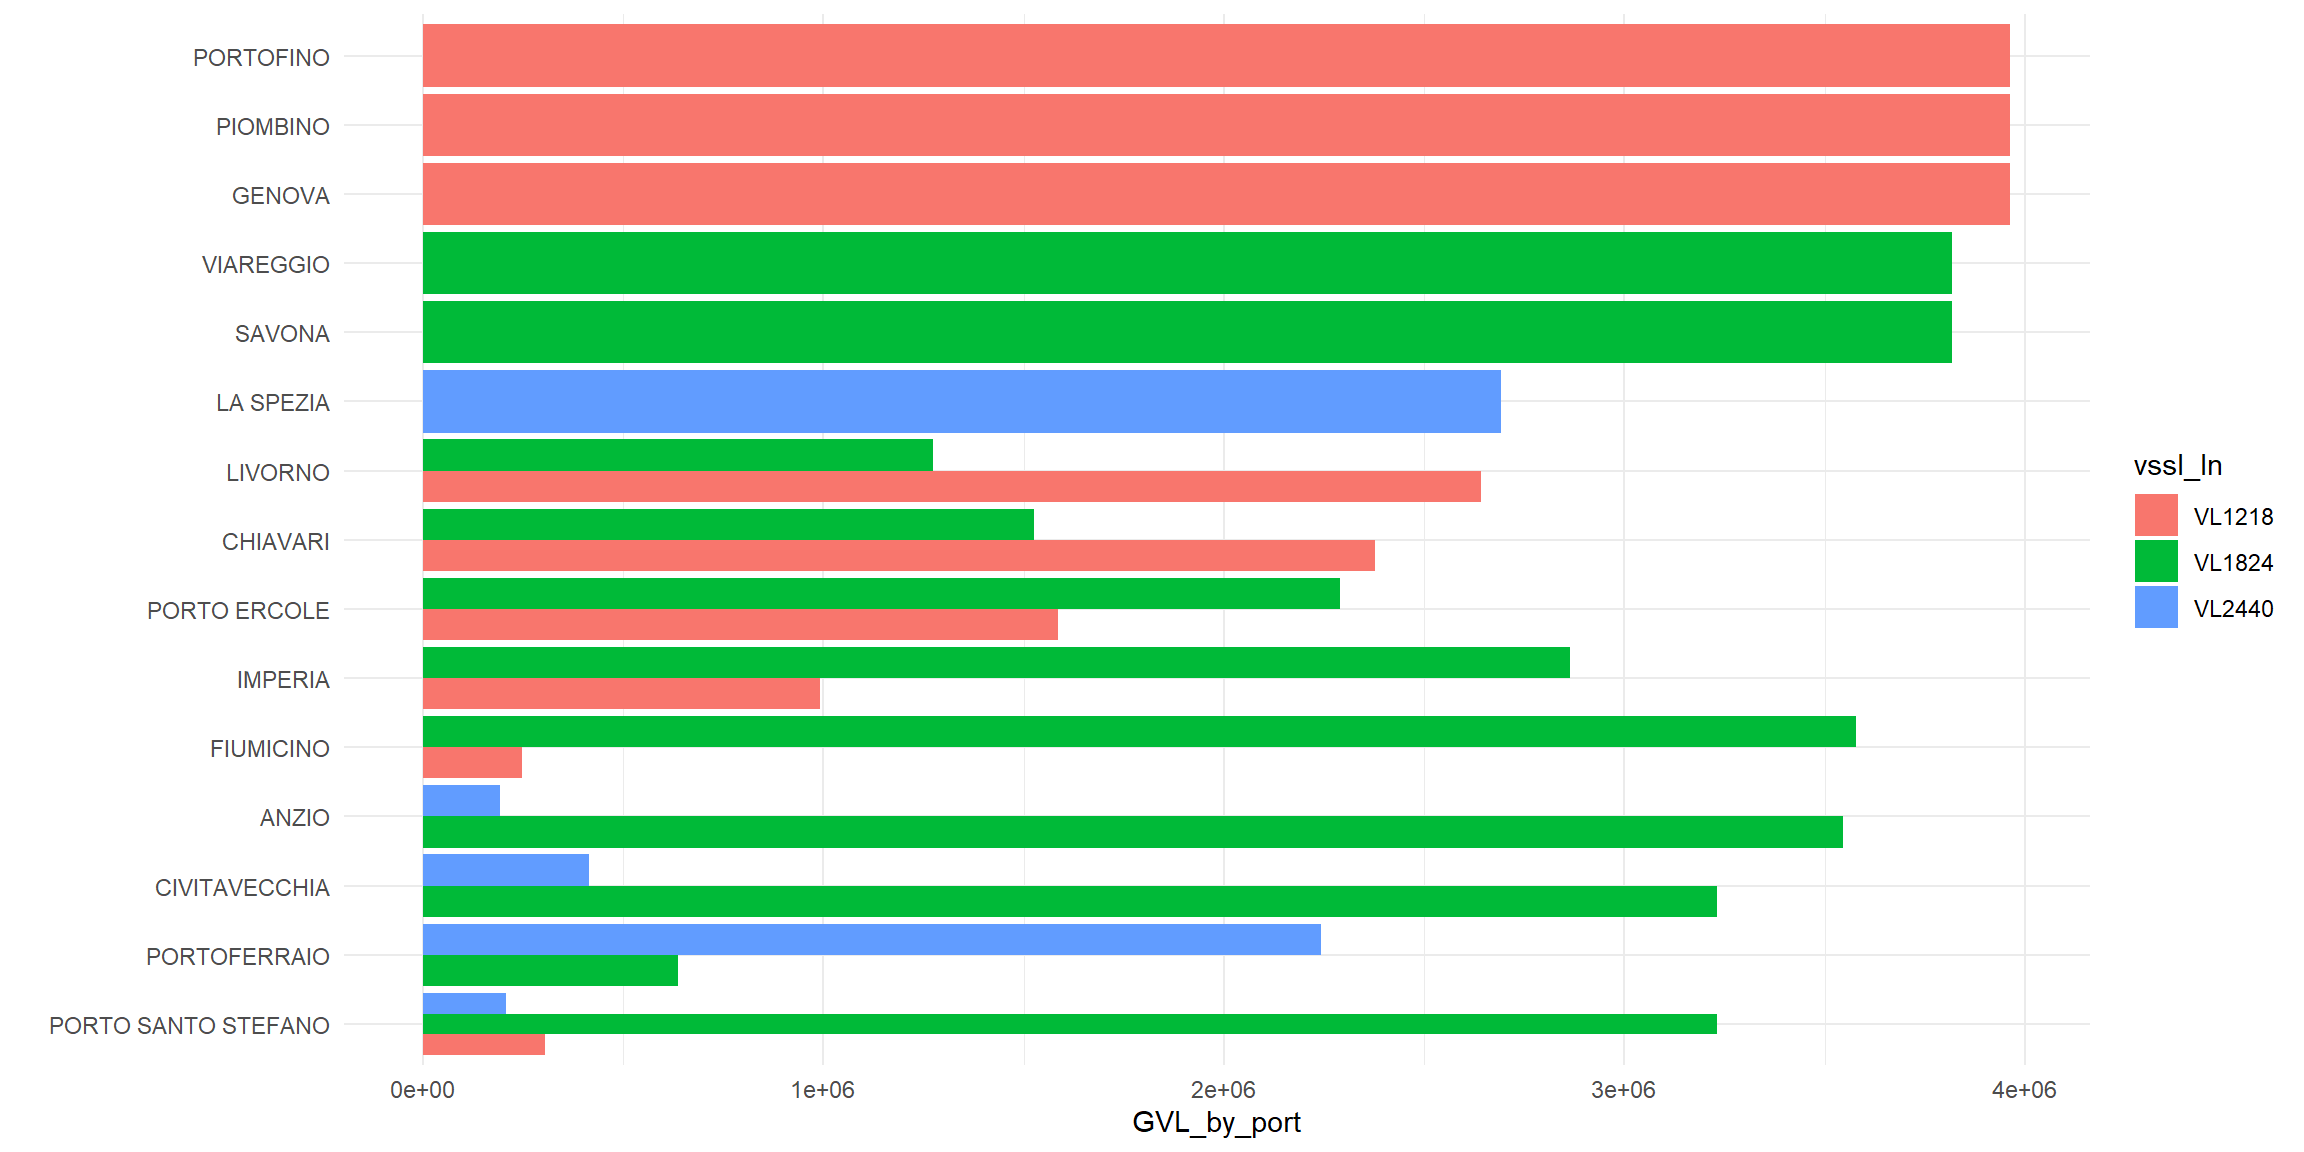 PORTOFINO
PIOMBINO
GENOVA
VIAREGGIO
SAVONA
LA SPEZIA
LIVORNO
CHIAVARI
PORTO ERCOLE
IMPERIA
FIUMICINO
ANZIO
CIVITAVECCHIA
PORTOFERRAIO
PORTO SANTO STEFANO
0e+00 1e+06 2e+06 3e+06 4e+06
GVL_by_port
vssl_ln
VL1218
VL1824
VL2440